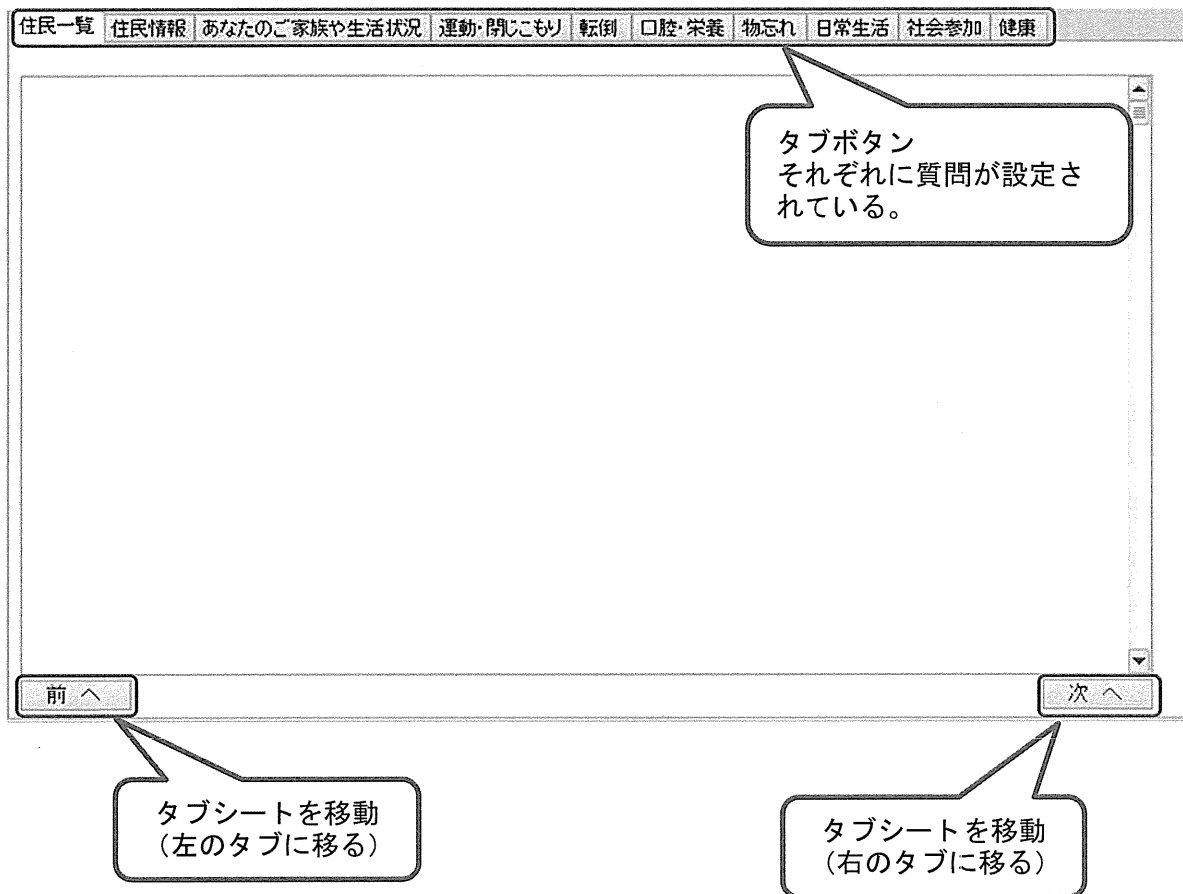 住民一覧 住民情報 あなたのご家族や生活状況 運動・閉じこもり 転倒 口腔・栄養 物忘れ 日常生活 社会参加 健康
タブボタン
それぞれに質問が設定さ
れている。
前 へ
次 へ
タブシートを移動
(左のタブに移る)
タブシートを移動
(右のタブに移る)